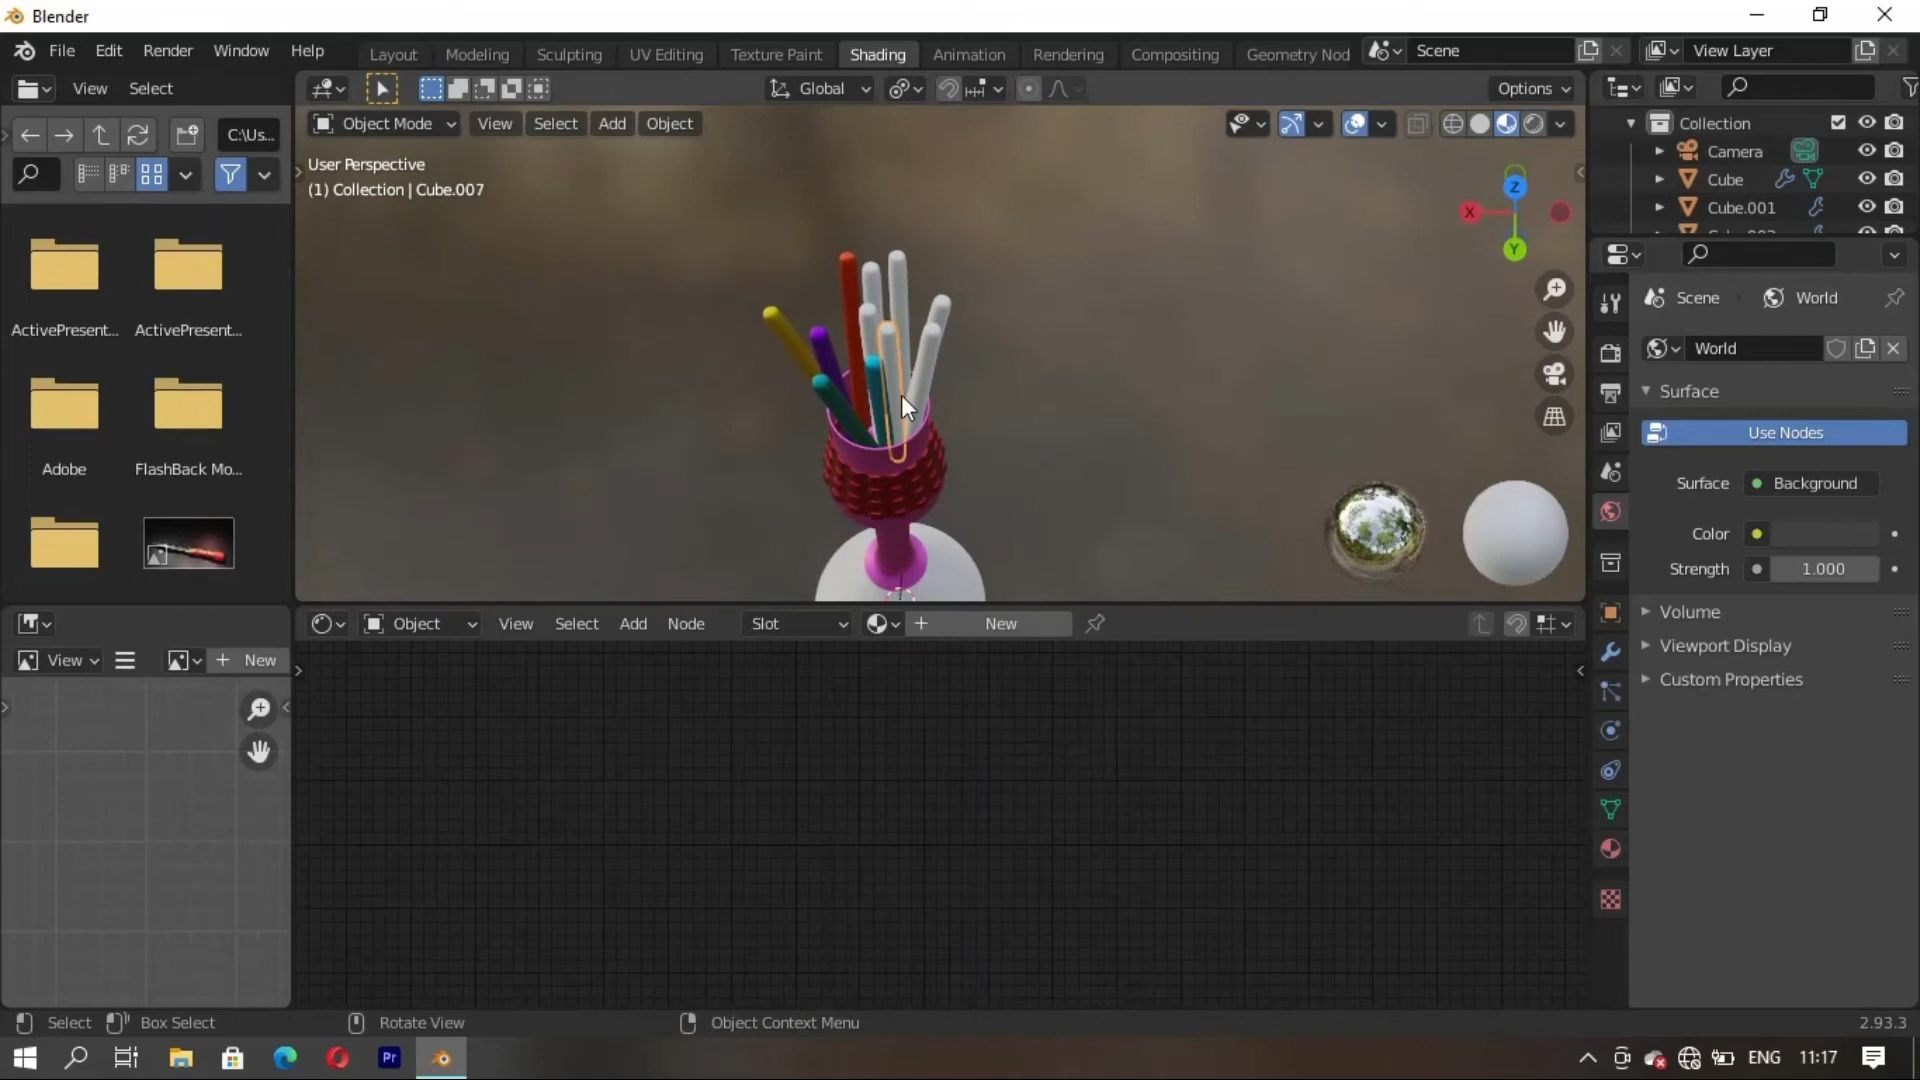 Blender
File Edit Render Window Help
Layout Modeling Sculpting UV Editing Texture Paint Shading Animation Rendering Compositing Geometry Nod
Scene
View Layer
View Select
Global
Options
C:\Us...
Object Mode View Select Add Object
User Perspective
(1) Collection | Cube.007
Z
X
Y
Collection
Camera
Cube
Cube.001
Scene World
World
Surface
Use Nodes
Surface Background
Color
Strength 1.000
Volume
Viewport Display
Custom Properties
ActivePresent... ActivePresent...
Adobe FlashBack Mo...
Object View Select Add Node Slot New
View New
Select Box Select Rotate View Object Context Menu 2.93.3
Pr
ENG 11:17